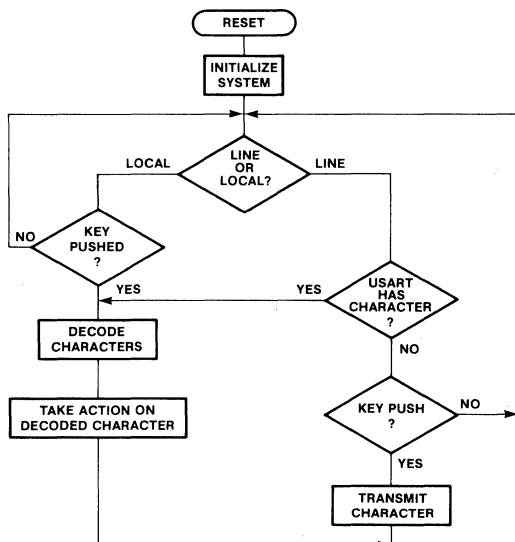 RESET
INITIALIZE
SYSTEM
LINE
OR
LOCAL?
LOCAL
LINE
KEY
PUSHED
?
NO
YES
USART
HAS
CHARACTER
?
YES
NO
DECODE
CHARACTERS
TAKE ACTION ON
DECODED CHARACTER
KEY PUSH
?
NO
YES
TRANSMIT
CHARACTER